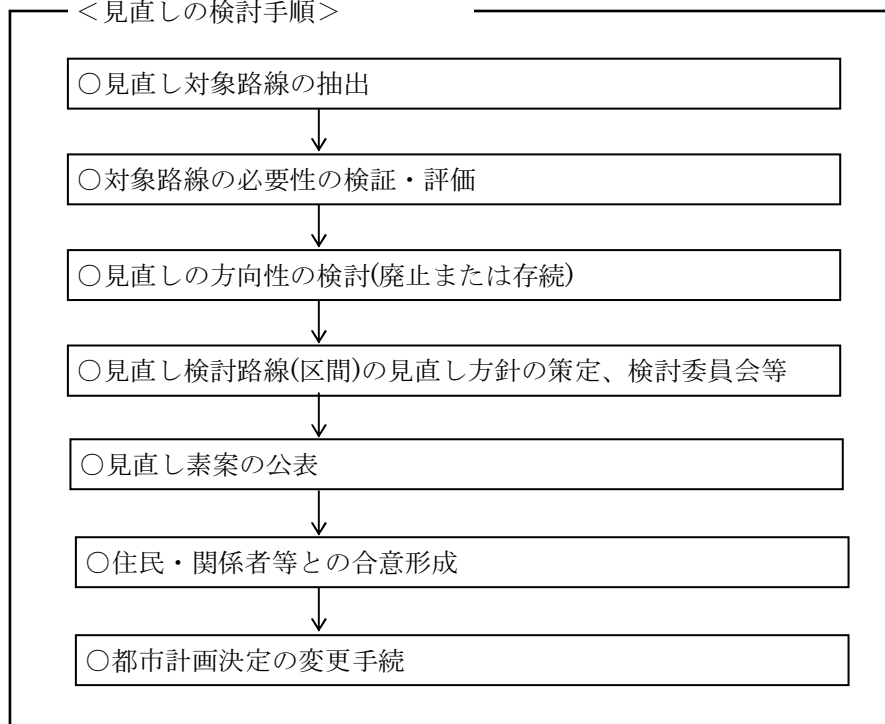 ＜見直しの検討手順＞
○見直し対象路線の抽出
○対象路線の必要性の検証・評価
○見直しの方向性の検討(廃止または存続)
○見直し検討路線(区間)の見直し方針の策定、検討委員会等
○見直し素案の公表
○住民・関係者等との合意形成
○都市計画決定の変更手続